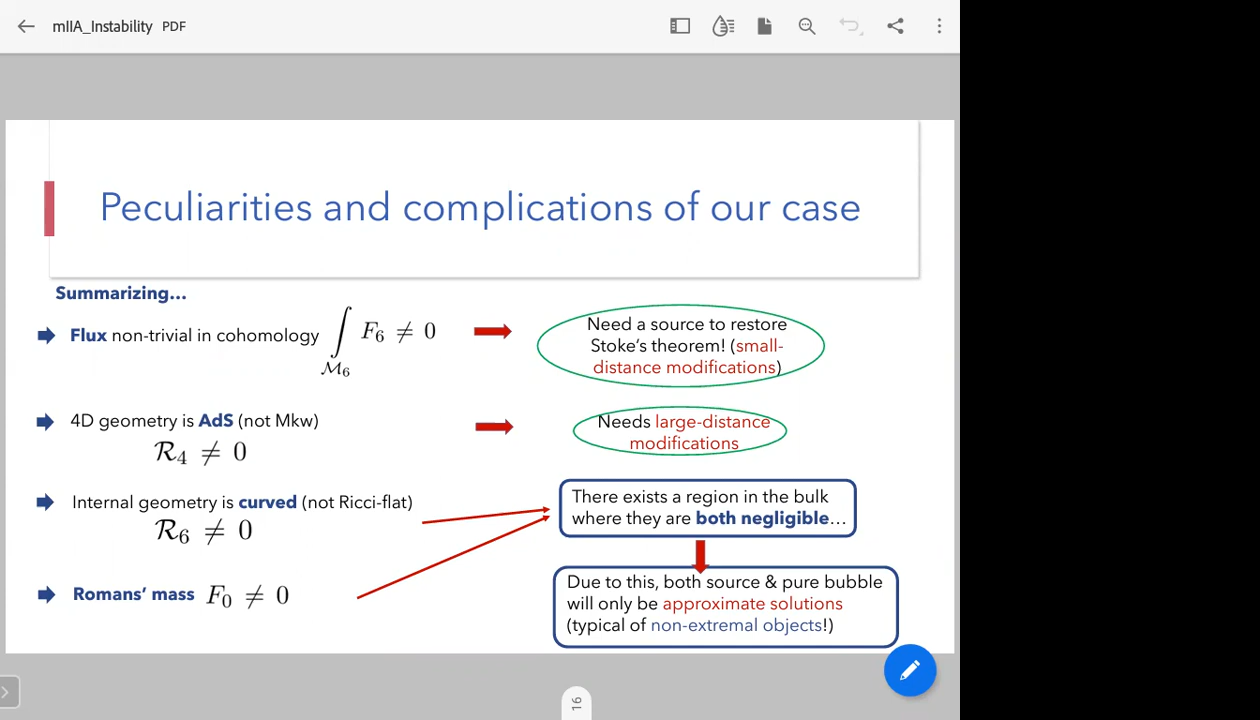 mIIA_Instability PDF
Peculiarities and complications of our case
Summarizing...
Flux non-trivial in cohomology ∫_{ℳ₆} F₆ ≠ 0
Need a source to restore
Stoke's theorem! (small-
distance modifications)
4D geometry is AdS (not Mkw)
ℛ₄ ≠ 0
Needs large-distance
modifications
Internal geometry is curved (not Ricci-flat)
ℛ₆ ≠ 0
There exists a region in the bulk
where they are both negligible...
Romans' mass F₀ ≠ 0
Due to this, both source & pure bubble
will only be approximate solutions
(typical of non-extremal objects!)
16